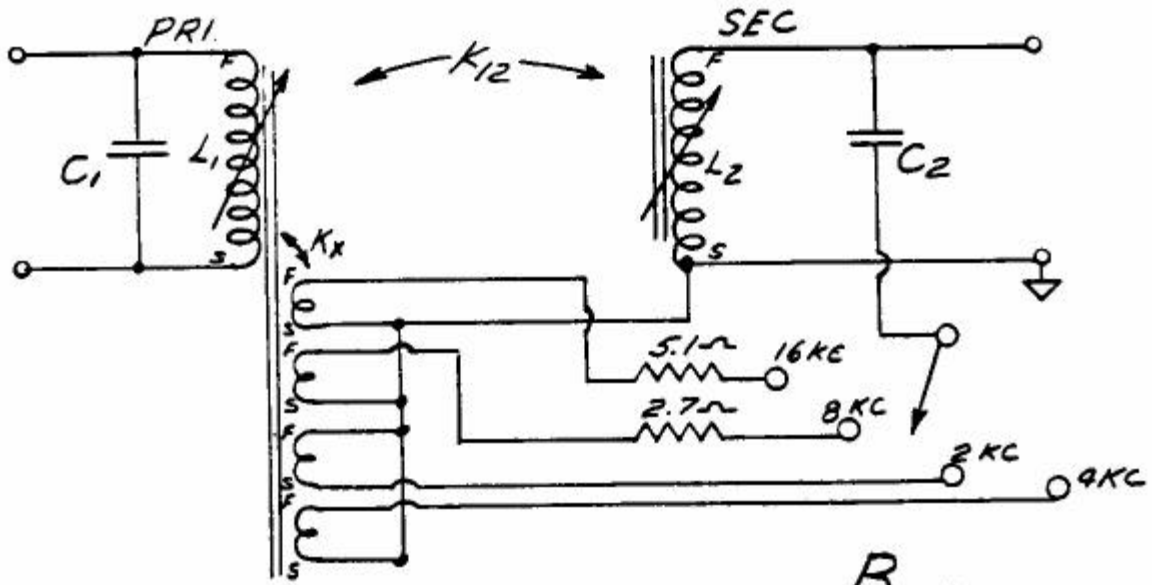 PRI.
SEC
K12
F
F
C1
L1
L2
C2
S
S
Kx
F
S
5.1Ω
16KC
F
S
2.7Ω
8KC
F
S
2KC
F
S
4KC
B